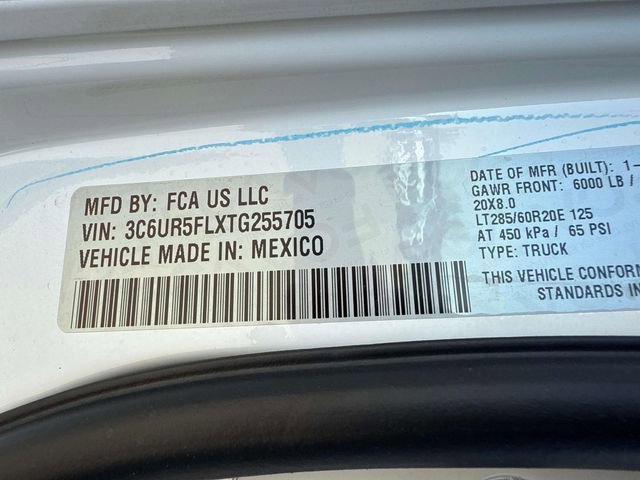 MFD BY: FCA US LLC
VIN: 3C6UR5FLXTG255705
VEHICLE MADE IN: MEXICO
DATE OF MFR (BUILT): 1-
GAWR FRONT: 6000 LB /
20X8.0
LT285/60R20E 125
AT 450 kPa / 65 PSI
TYPE: TRUCK
THIS VEHICLE CONFORM
STANDARDS IN